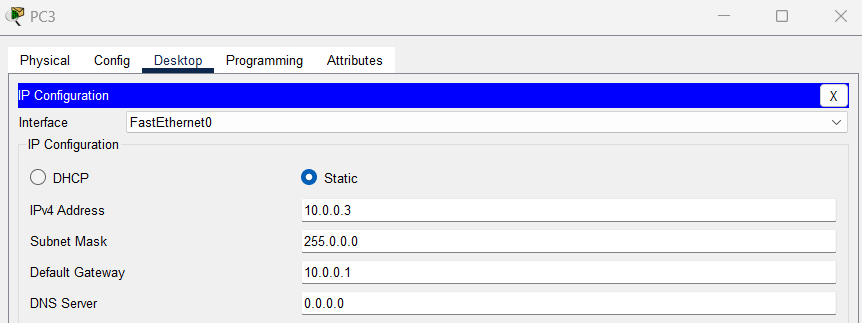 PC3
Physical Config Desktop Programming Attributes
IP Configuration X
Interface FastEthernet0
IP Configuration
DHCP Static
IPv4 Address 10.0.0.3
Subnet Mask 255.0.0.0
Default Gateway 10.0.0.1
DNS Server 0.0.0.0